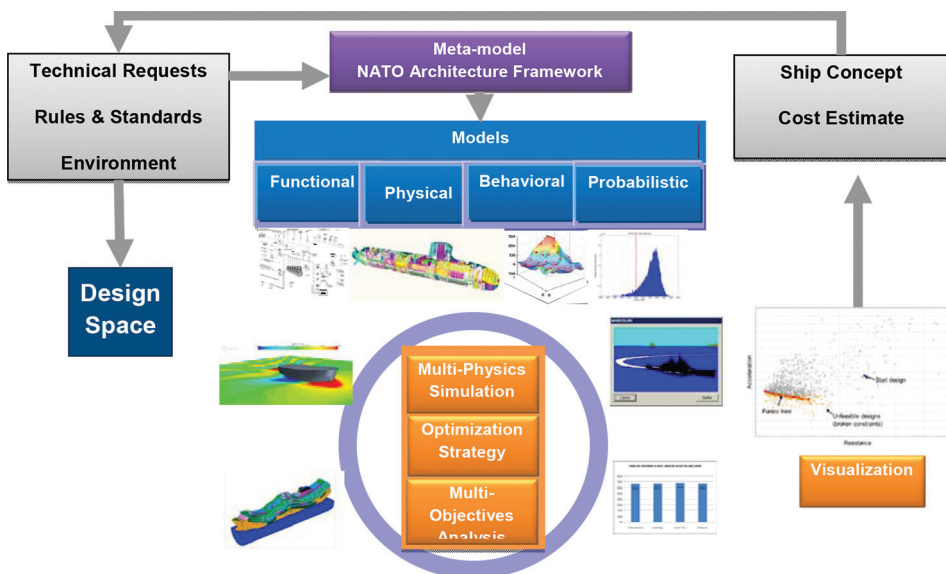 Technical Requests
Rules & Standards
Environment
Meta-model
NATO Architecture Framework
Ship Concept
Cost Estimate
Models
Functional
Physical
Behavioral
Probabilistic
Design
Space
Multi-Physics
Simulation
Optimization
Strategy
Multi-
Objectives
Analysis
Acceleration
Start design
Pareto front
Unfeasible designs
(broken constraints)
Resistance
Visualization